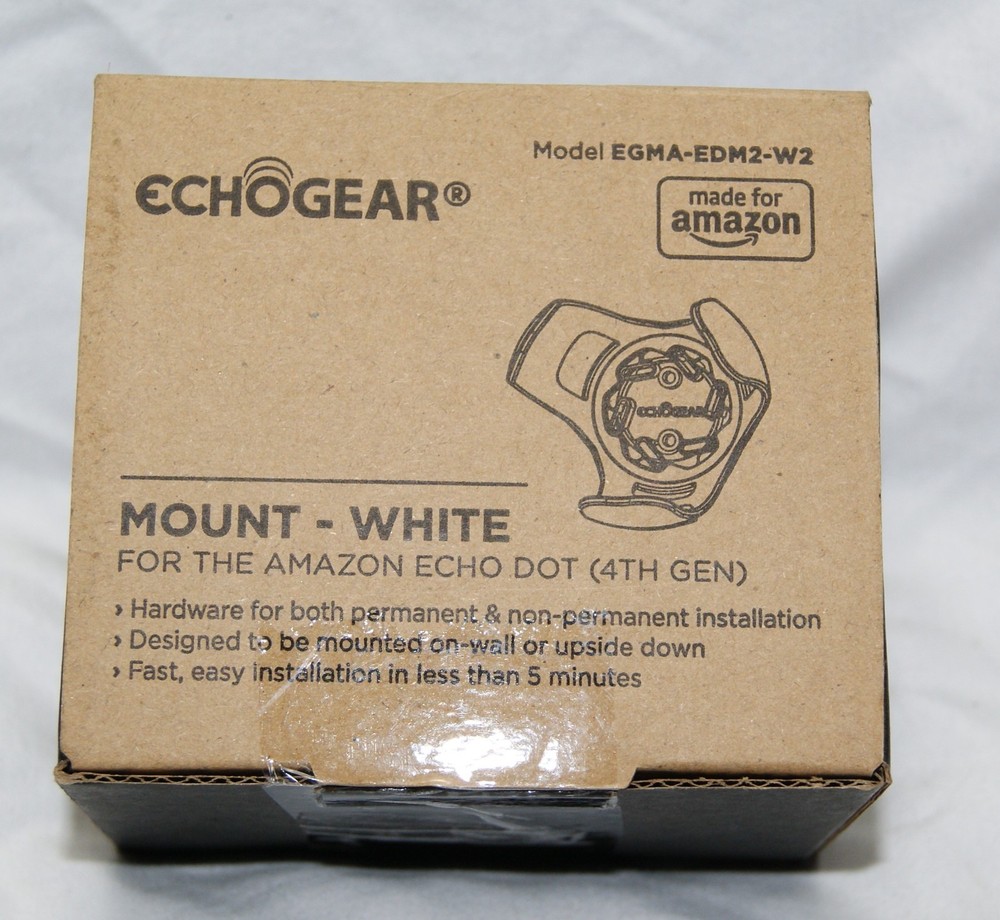 Model EGMA-EDM2-W2
ECHOGEAR®
made for
amazon
ECHOGEAR
MOUNT - WHITE
FOR THE AMAZON ECHO DOT (4TH GEN)
› Hardware for both permanent & non-permanent installation
› Designed to be mounted on-wall or upside down
› Fast, easy installation in less than 5 minutes